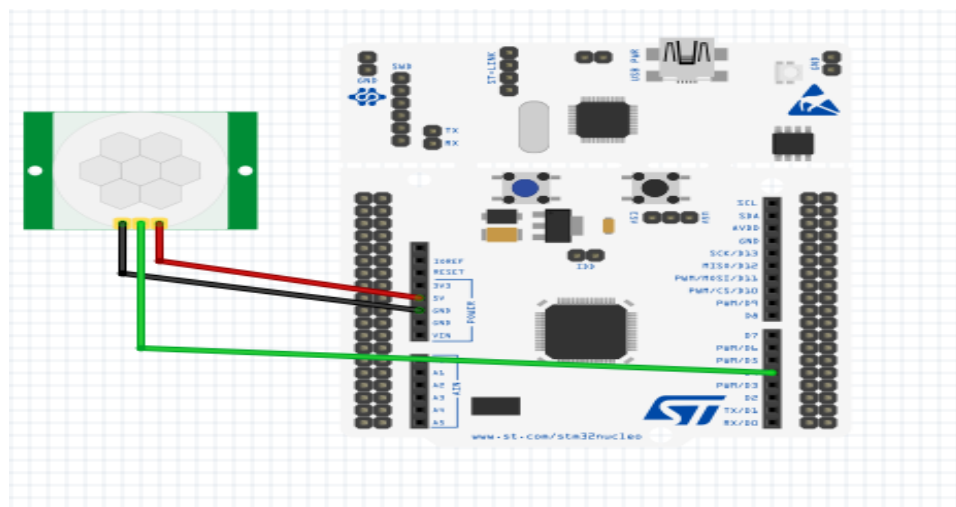 GND
SWD
TX
RX
ST-LINK
USB PWR
GND
IDD
IOREF
RESET
3V3
5V
GND
GND
VIN
POWER
A1
A2
A3
A4
A5
AIN
SCL
SDA
AVDD
GND
SCK/D13
MISO/D12
PWM/MOSI/D11
PWM/CS/D10
PWM/D9
D8
D7
PWM/D6
PWM/D5
PWM/D3
D2
TX/D1
RX/D0
ST
www.st.com/stm32nucleo